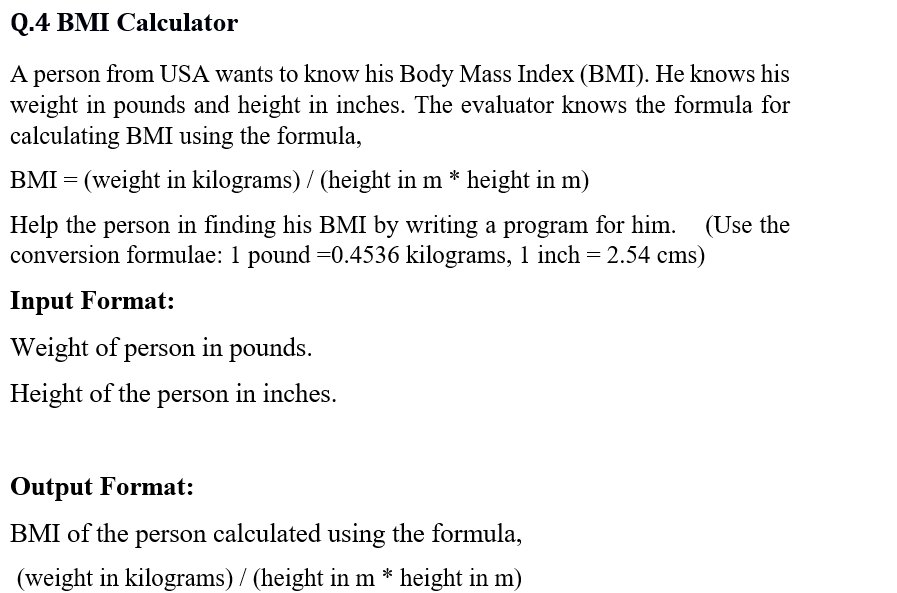 Q.4 BMI Calculator
A person from USA wants to know his Body Mass Index (BMI). He knows his
weight in pounds and height in inches. The evaluator knows the formula for
calculating BMI using the formula,
BMI = (weight in kilograms) / (height in m * height in m)
Help the person in finding his BMI by writing a program for him. (Use the
conversion formulae: 1 pound =0.4536 kilograms, 1 inch = 2.54 cms)
Input Format:
Weight of person in pounds.
Height of the person in inches.
Output Format:
BMI of the person calculated using the formula,
(weight in kilograms) / (height in m * height in m)